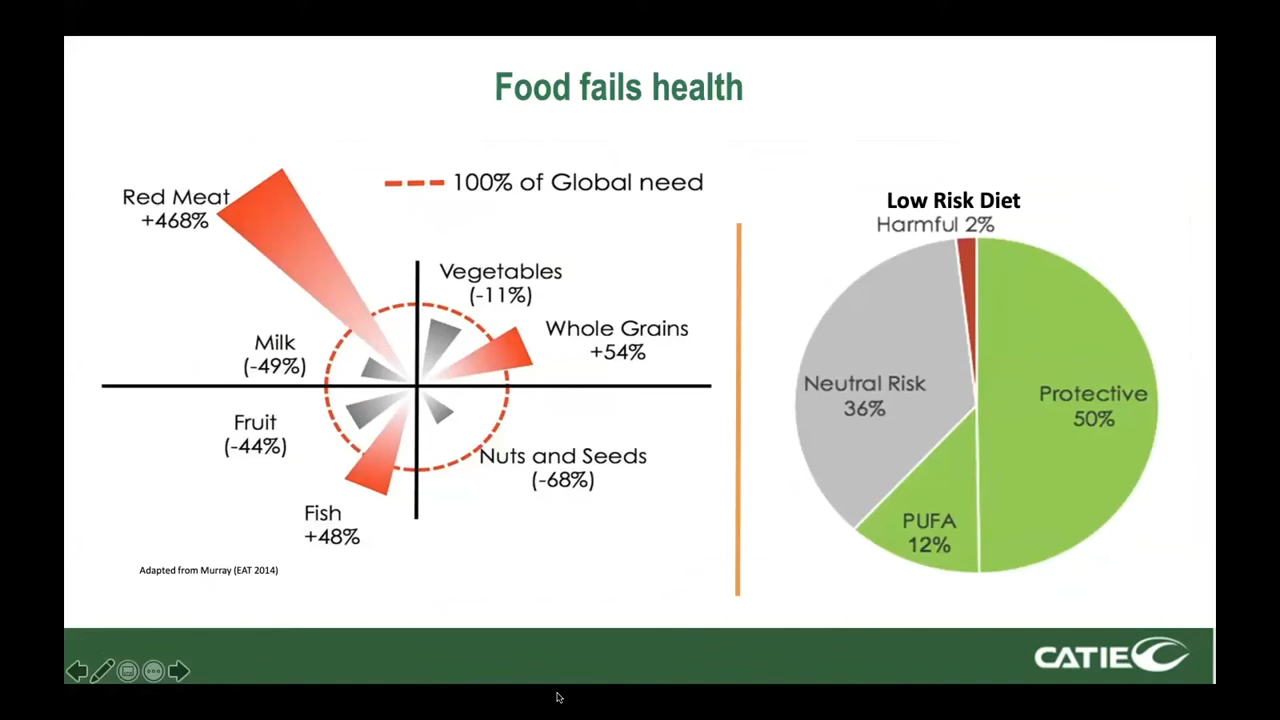 Food fails health
100% of Global need
Red Meat
+468%
Vegetables
(-11%)
Whole Grains
+54%
Milk
(-49%)
Fruit
(-44%)
Nuts and Seeds
(-68%)
Fish
+48%
Adapted from Murray (EAT 2014)
Low Risk Diet
Harmful 2%
Neutral Risk
36%
Protective
50%
PUFA
12%
CATIE